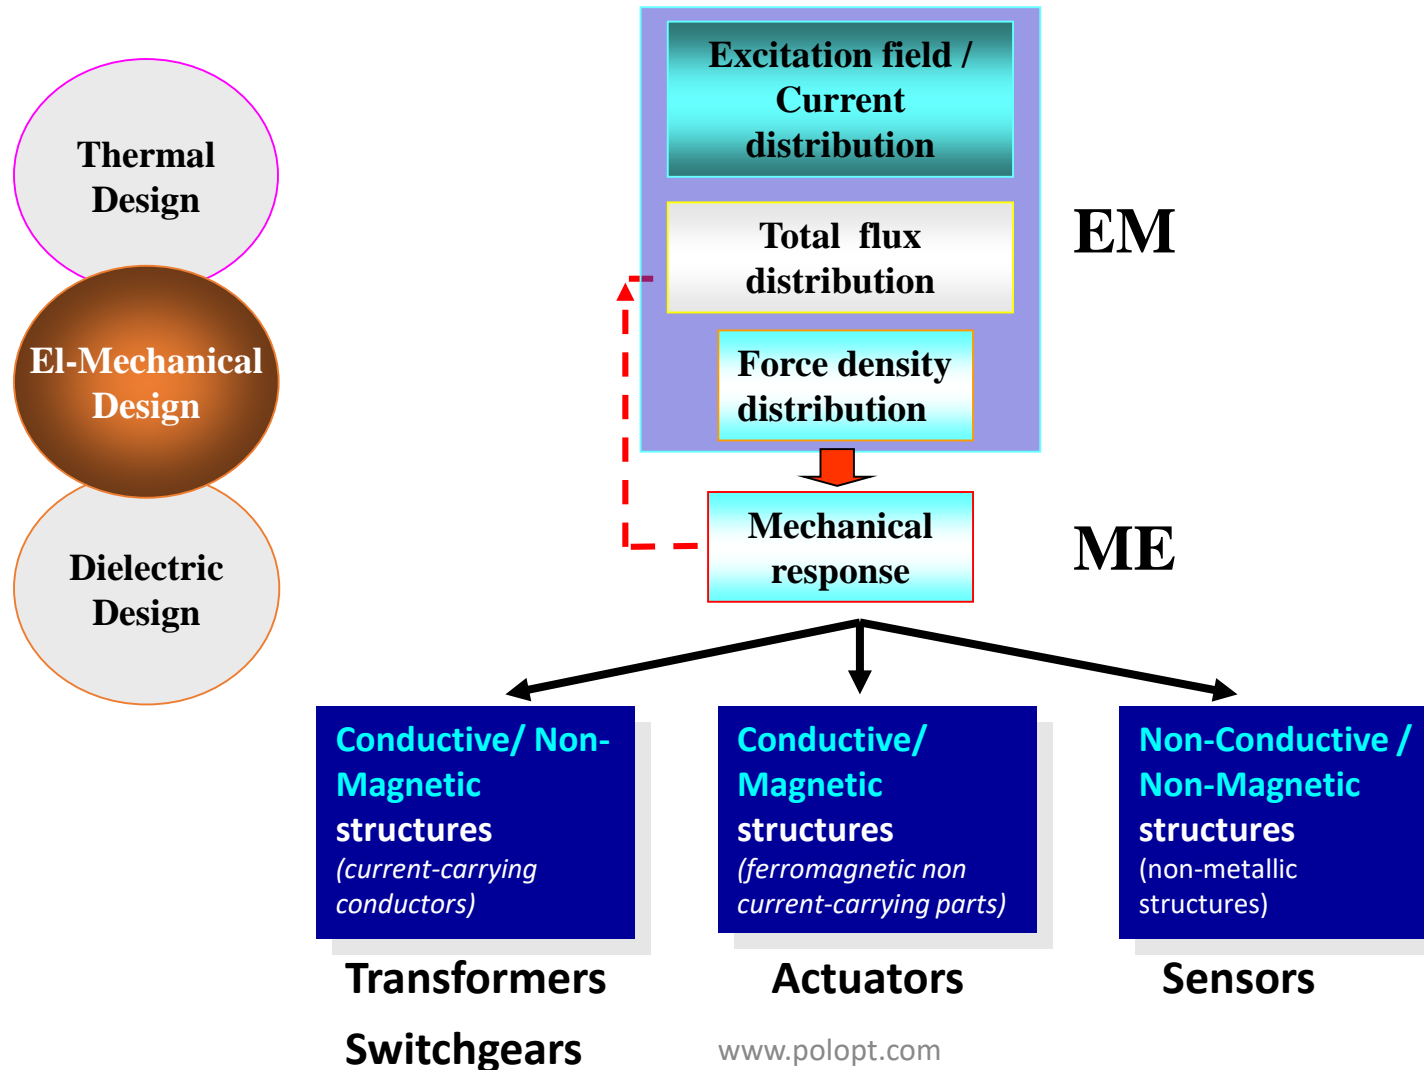 Thermal
Design
El-Mechanical
Design
Dielectric
Design
Excitation field /
Current
distribution
Total flux
distribution
Force density
distribution
EM
Mechanical
response
ME
Conductive/ Non-
Magnetic
structures
(current-carrying
conductors)
Conductive/
Magnetic
structures
(ferromagnetic non
current-carrying parts)
Non-Conductive /
Non-Magnetic
structures
(non-metallic
structures)
Transformers
Switchgears
Actuators
Sensors
www.polopt.com